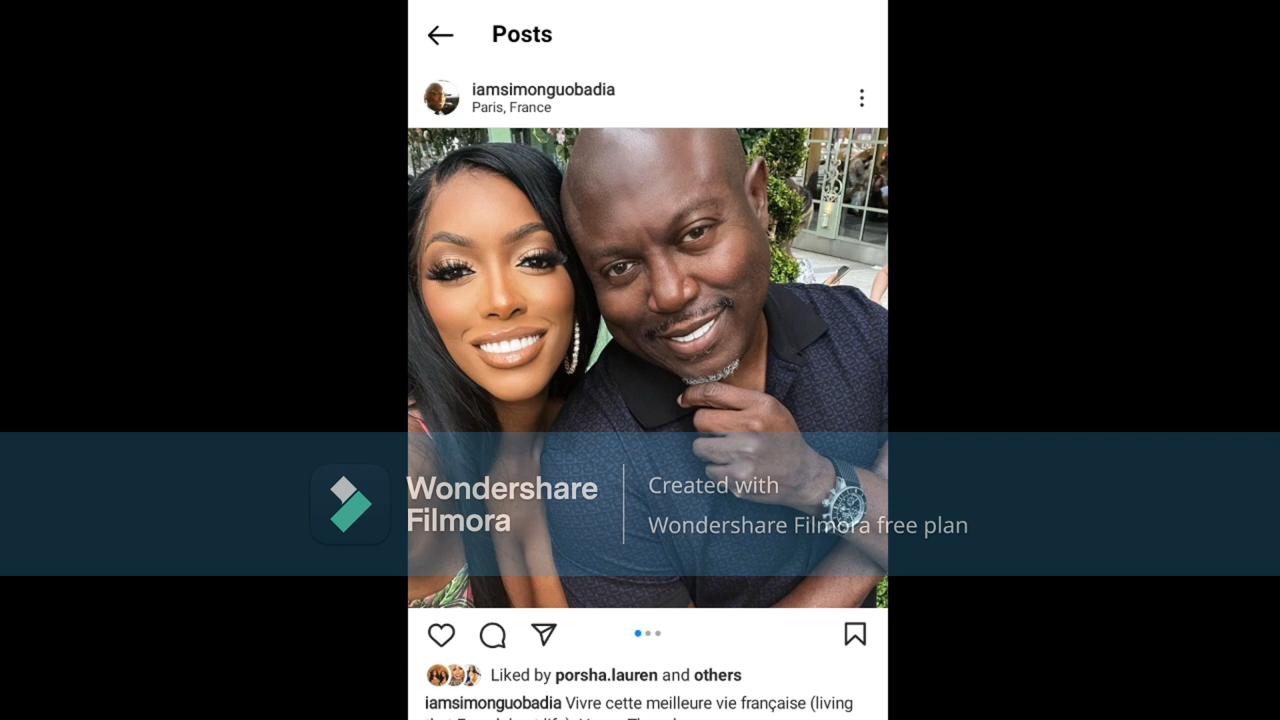 Posts
iamsimonguobadia
Paris, France
Wondershare
Filmora
Created with
Wondershare Filmora free plan
Liked by porsha.lauren and others
iamsimonguobadia Vivre cette meilleure vie française (living